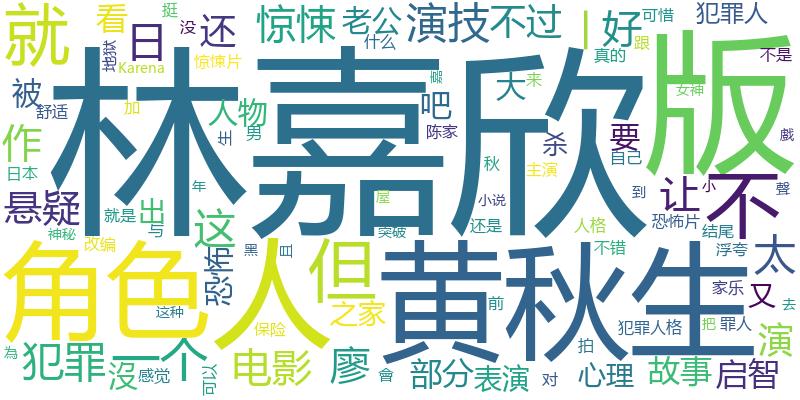 林嘉欣
版
角色
人
黄秋生
就
看
日
还
惊悚
老公
演技
不过
好
可惜
犯罪人
挺
没
什么
跟
真的
不是
地狱
Karena
惊悚片
被
舒适
加
人物
男
生
吧
陈家
大
来
杀
要
自己
女神
作
日本
悬疑
就是
出
与
这
年
秋
主演
小说
到
让
小
不
聲
恐怖片
神秘
改编
恐怖
黑
且
但
屋
突破
还是
人格
不错
结尾
浮夸
太
这种
之家
保险
前
家乐
又
去
犯罪
一个
為
沒
感觉
可以
电影
廖
會
部分
表演
对
拍
心理
犯罪人格
把
罪人
故事
启智
演